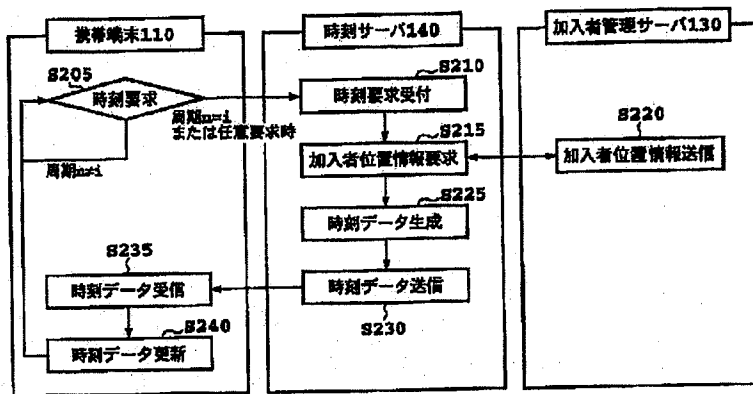 携帯端末110
時刻サーバ140
加入者管理サーバ130
S205
時刻要求
周期n=i
または任意要求時
周期n≠i
S210
時刻要求受付
S215
加入者位置情報要求
S220
加入者位置情報送信
S225
時刻データ生成
S235
時刻データ受信
時刻データ送信
S230
S240
時刻データ更新